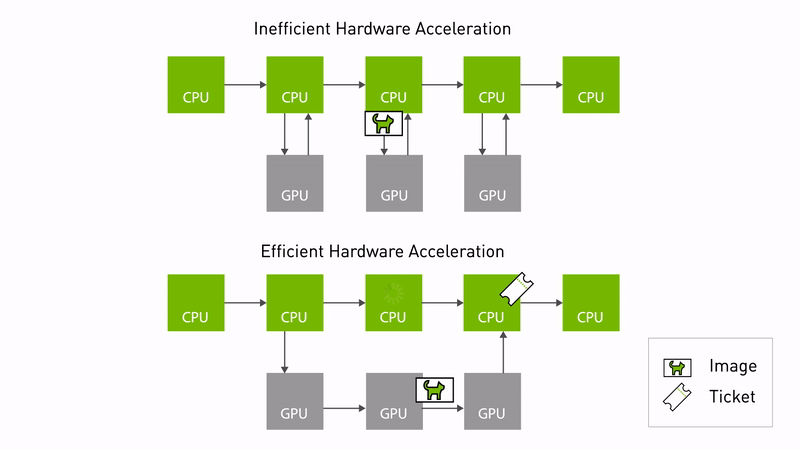 Inefficient Hardware Acceleration
CPU CPU CPU CPU CPU
GPU GPU GPU
Efficient Hardware Acceleration
CPU CPU CPU CPU CPU
GPU GPU GPU
Image
Ticket